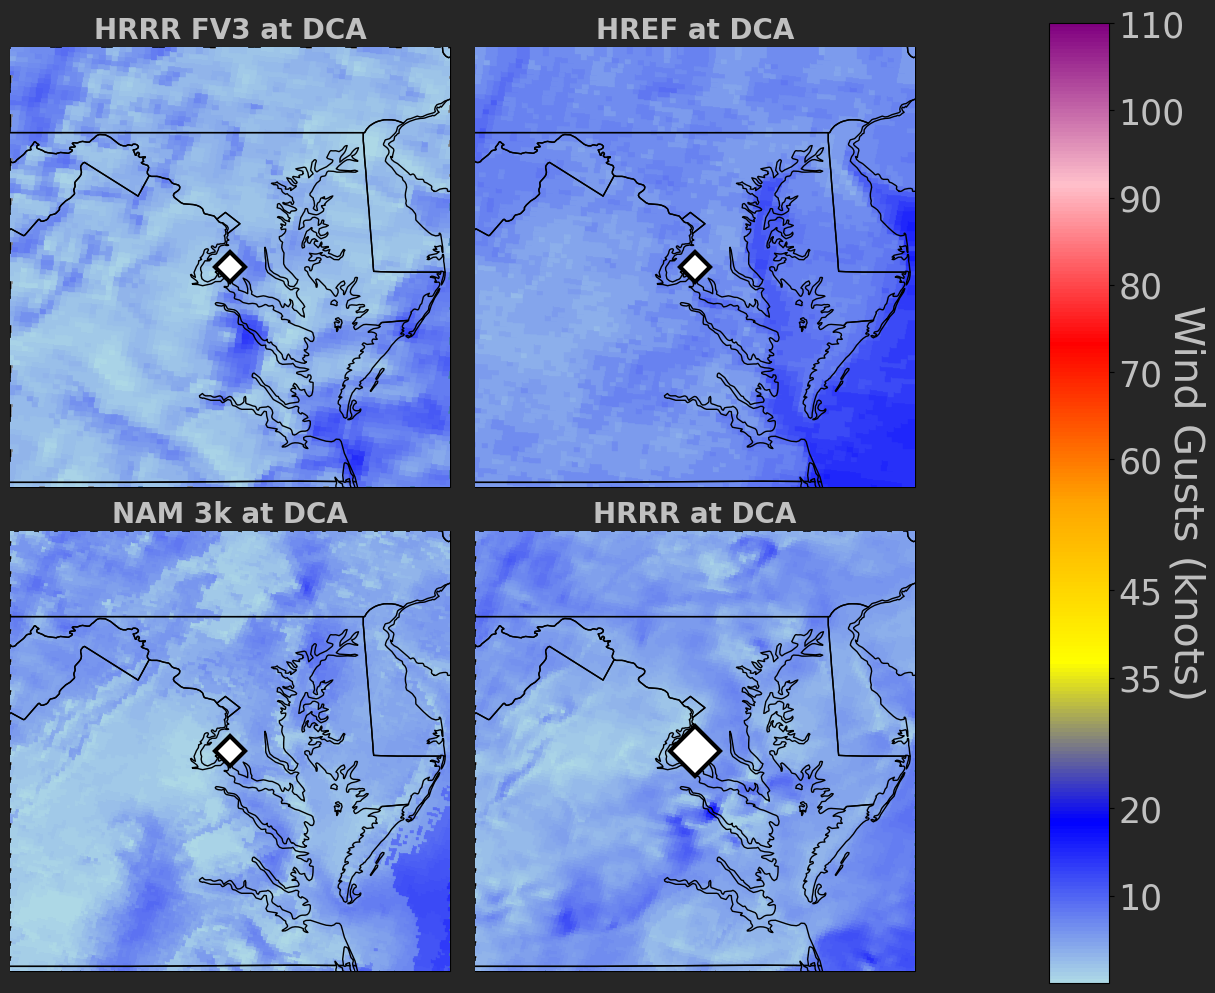 HRRR FV3 at DCA
HREF at DCA
NAM 3k at DCA
HRRR at DCA
110
100
90
80
70
60
45
35
20
10
Wind Gusts (knots)